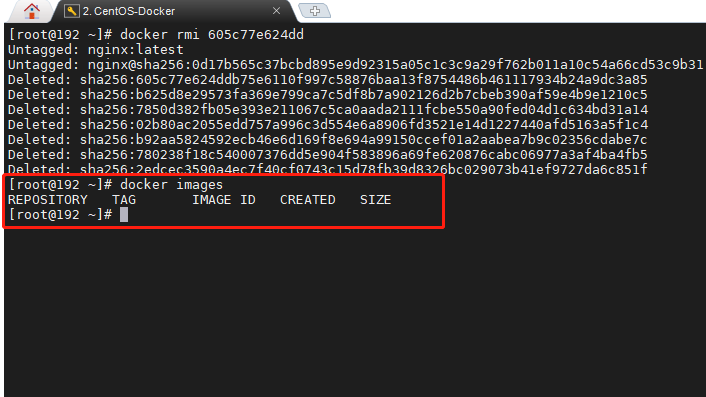 2. CentOS-Docker
[root@192 ~]# docker rmi 605c77e624dd
Untagged: nginx:latest
Untagged: nginx@sha256:0d17b565c37bcbd895e9d92315a05c1c3c9a29f762b011a10c54a66cd53c9b31
Deleted: sha256:605c77e624ddb75e6110f997c58876baa13f8754486b461117934b24a9dc3a85
Deleted: sha256:b625d8e29573fa369e799ca7c5df8b7a902126d2b7cbeb390af59e4b9e1210c5
Deleted: sha256:7850d382fb05e393e211067c5ca0aada2111fcbe550a90fed04d1c634bd31a14
Deleted: sha256:02b80ac2055edd757a996c3d554e6a8906fd3521e14d1227440afd5163a5f1c4
Deleted: sha256:b92aa5824592ecb46e6d169f8e694a99150ccef01a2aabea7b9c02356cdabe7c
Deleted: sha256:780238f18c540007376dd5e904f583896a69fe620876cabc06977a3af4ba4fb5
Deleted: sha256:2edcec3590a4ec7f40cf0743c15d78fb39d8326bc029073b41ef9727da6c851f
[root@192 ~]# docker images
REPOSITORY TAG IMAGE ID CREATED SIZE
[root@192 ~]#